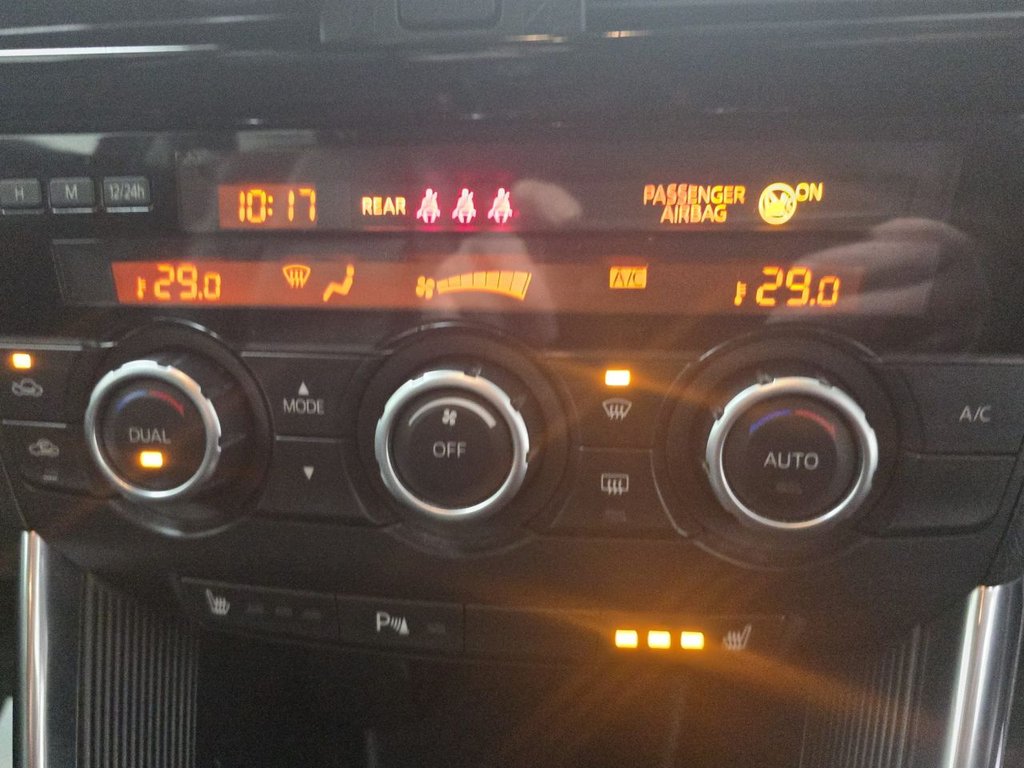 H M 12/24h
10:17 REAR
PASSENGER
AIRBAG ON
29.0 A/C 29.0
MODE
DUAL
OFF
AUTO
A/C
P